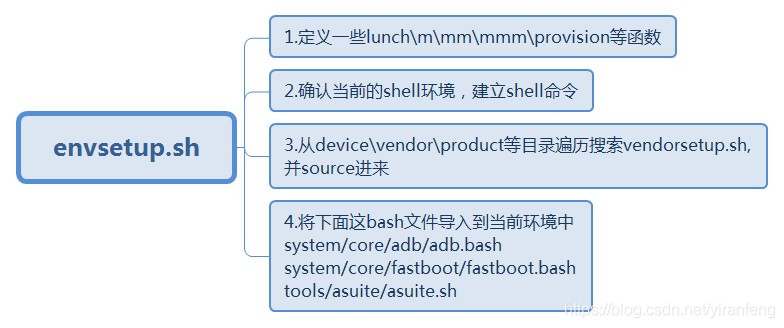 envsetup.sh
1.定义一些lunch\m\mm\mmm\provision等函数
2.确认当前的shell环境，建立shell命令
3.从device\vendor\product等目录遍历搜索vendorsetup.sh,
并source进来
4.将下面这bash文件导入到当前环境中
system/core/adb/adb.bash
system/core/fastboot/fastboot.bash
tools/asuite/asuite.sh
https://blog.csdn.net/yiranfeng